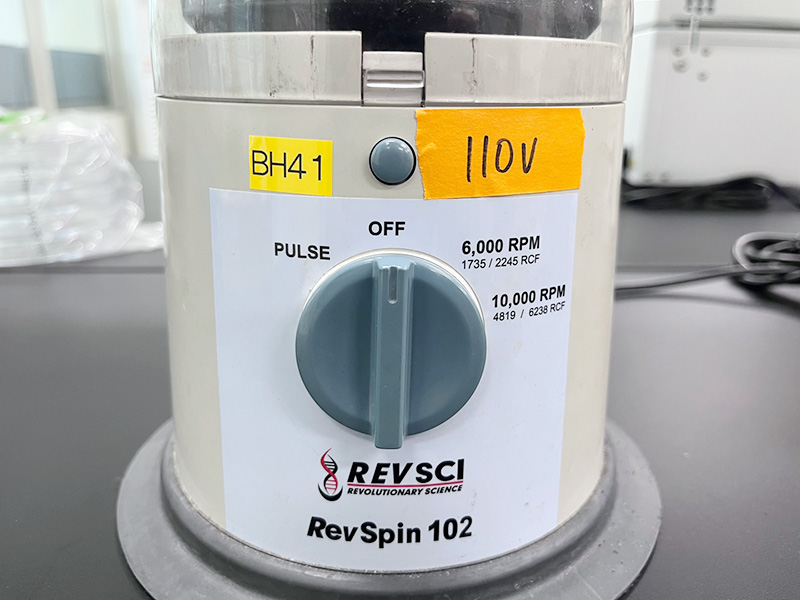 BH41
110V
OFF
PULSE
6,000 RPM
1735 / 2245 RCF
10,000 RPM
4819 / 6238 RCF
REVSCI
REVOLUTIONARY SCIENCE
RevSpin 102